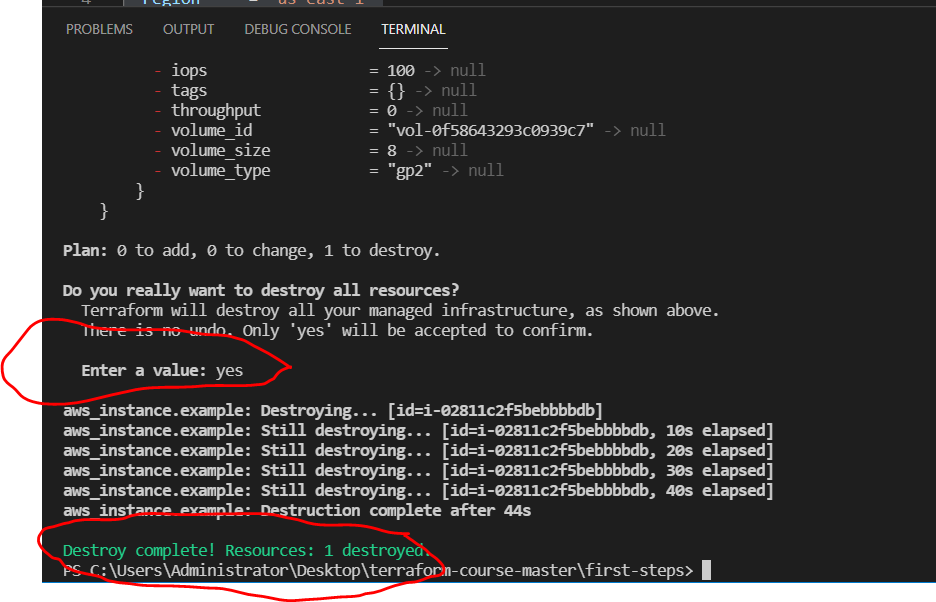 PROBLEMS OUTPUT DEBUG CONSOLE TERMINAL
- iops = 100 -> null
- tags = {} -> null
- throughput = 0 -> null
- volume_id = "vol-0f58643293c0939c7" -> null
- volume_size = 8 -> null
- volume_type = "gp2" -> null
}
}
Plan: 0 to add, 0 to change, 1 to destroy.
Do you really want to destroy all resources?
Terraform will destroy all your managed infrastructure, as shown above.
There is no undo. Only 'yes' will be accepted to confirm.
Enter a value: yes
aws_instance.example: Destroying... [id=i-02811c2f5bebbbbdb]
aws_instance.example: Still destroying... [id=i-02811c2f5bebbbbdb, 10s elapsed]
aws_instance.example: Still destroying... [id=i-02811c2f5bebbbbdb, 20s elapsed]
aws_instance.example: Still destroying... [id=i-02811c2f5bebbbbdb, 30s elapsed]
aws_instance.example: Still destroying... [id=i-02811c2f5bebbbbdb, 40s elapsed]
aws_instance.example: Destruction complete after 44s
Destroy complete! Resources: 1 destroyed.
PS C:\Users\Administrator\Desktop\terraform-course-master\first-steps>